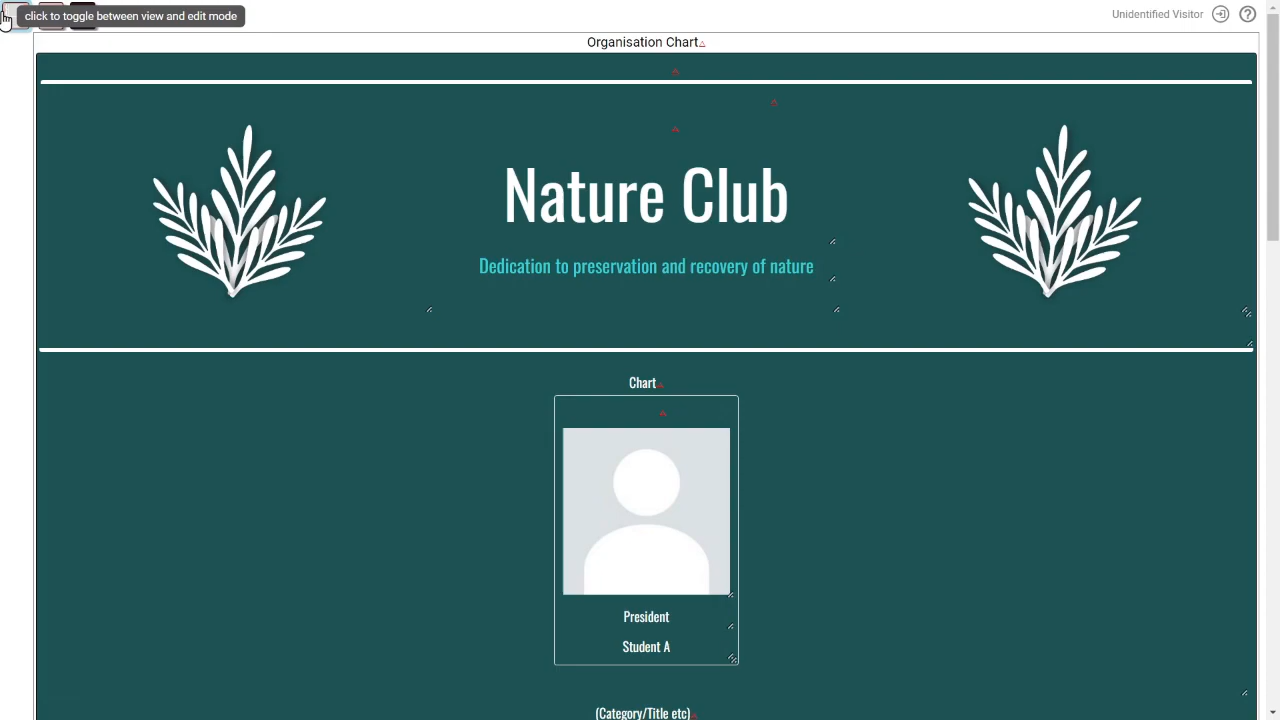 click to toggle between view and edit mode
Unidentified Visitor
Organisation Chart
Nature Club
Dedication to preservation and recovery of nature
Chart
President
Student A
(Category/Title etc)